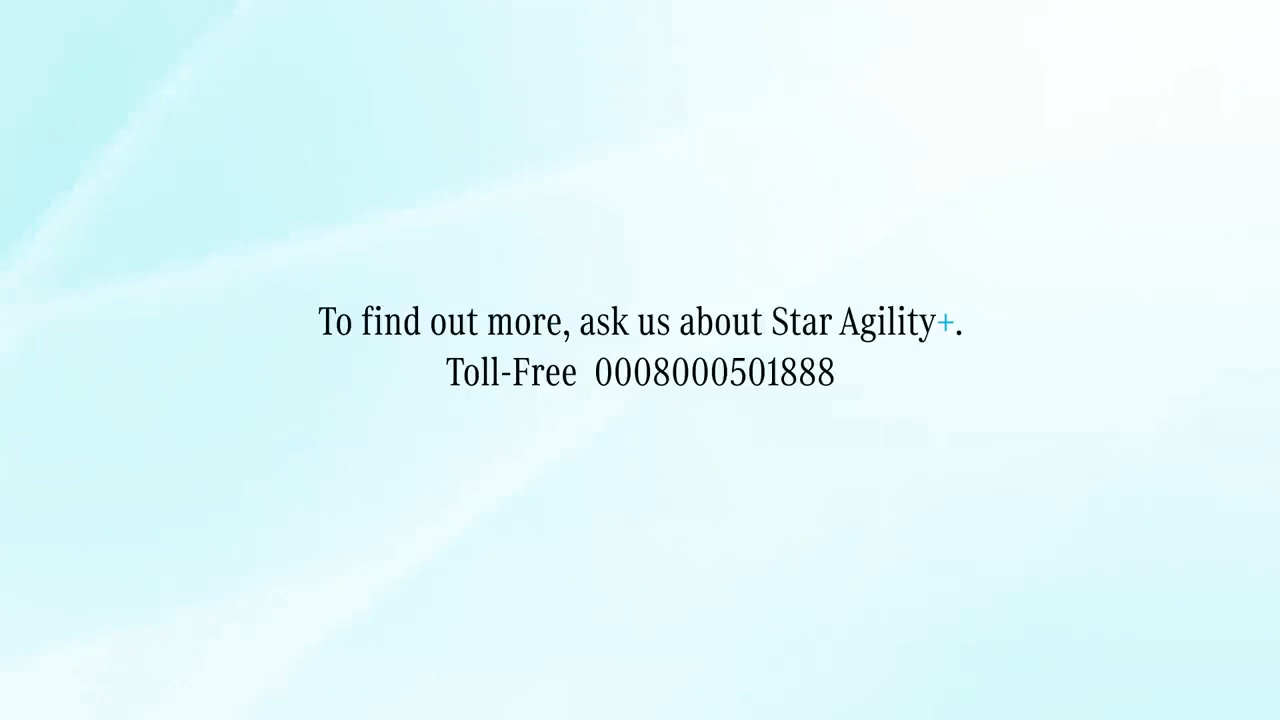 To find out more, ask us about Star Agility+.
Toll-Free 0008000501888